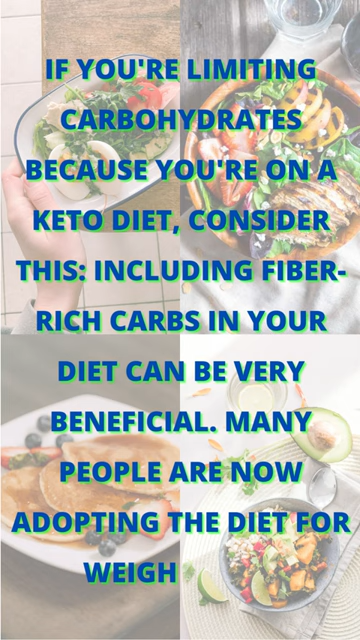 IF YOU'RE LIMITING
CARBOHYDRATES
BECAUSE YOU'RE ON A
KETO DIET, CONSIDER
THIS: INCLUDING FIBER-
RICH CARBS IN YOUR
DIET CAN BE VERY
BENEFICIAL. MANY
PEOPLE ARE NOW
ADOPTING THE DIET FOR
WEIGH